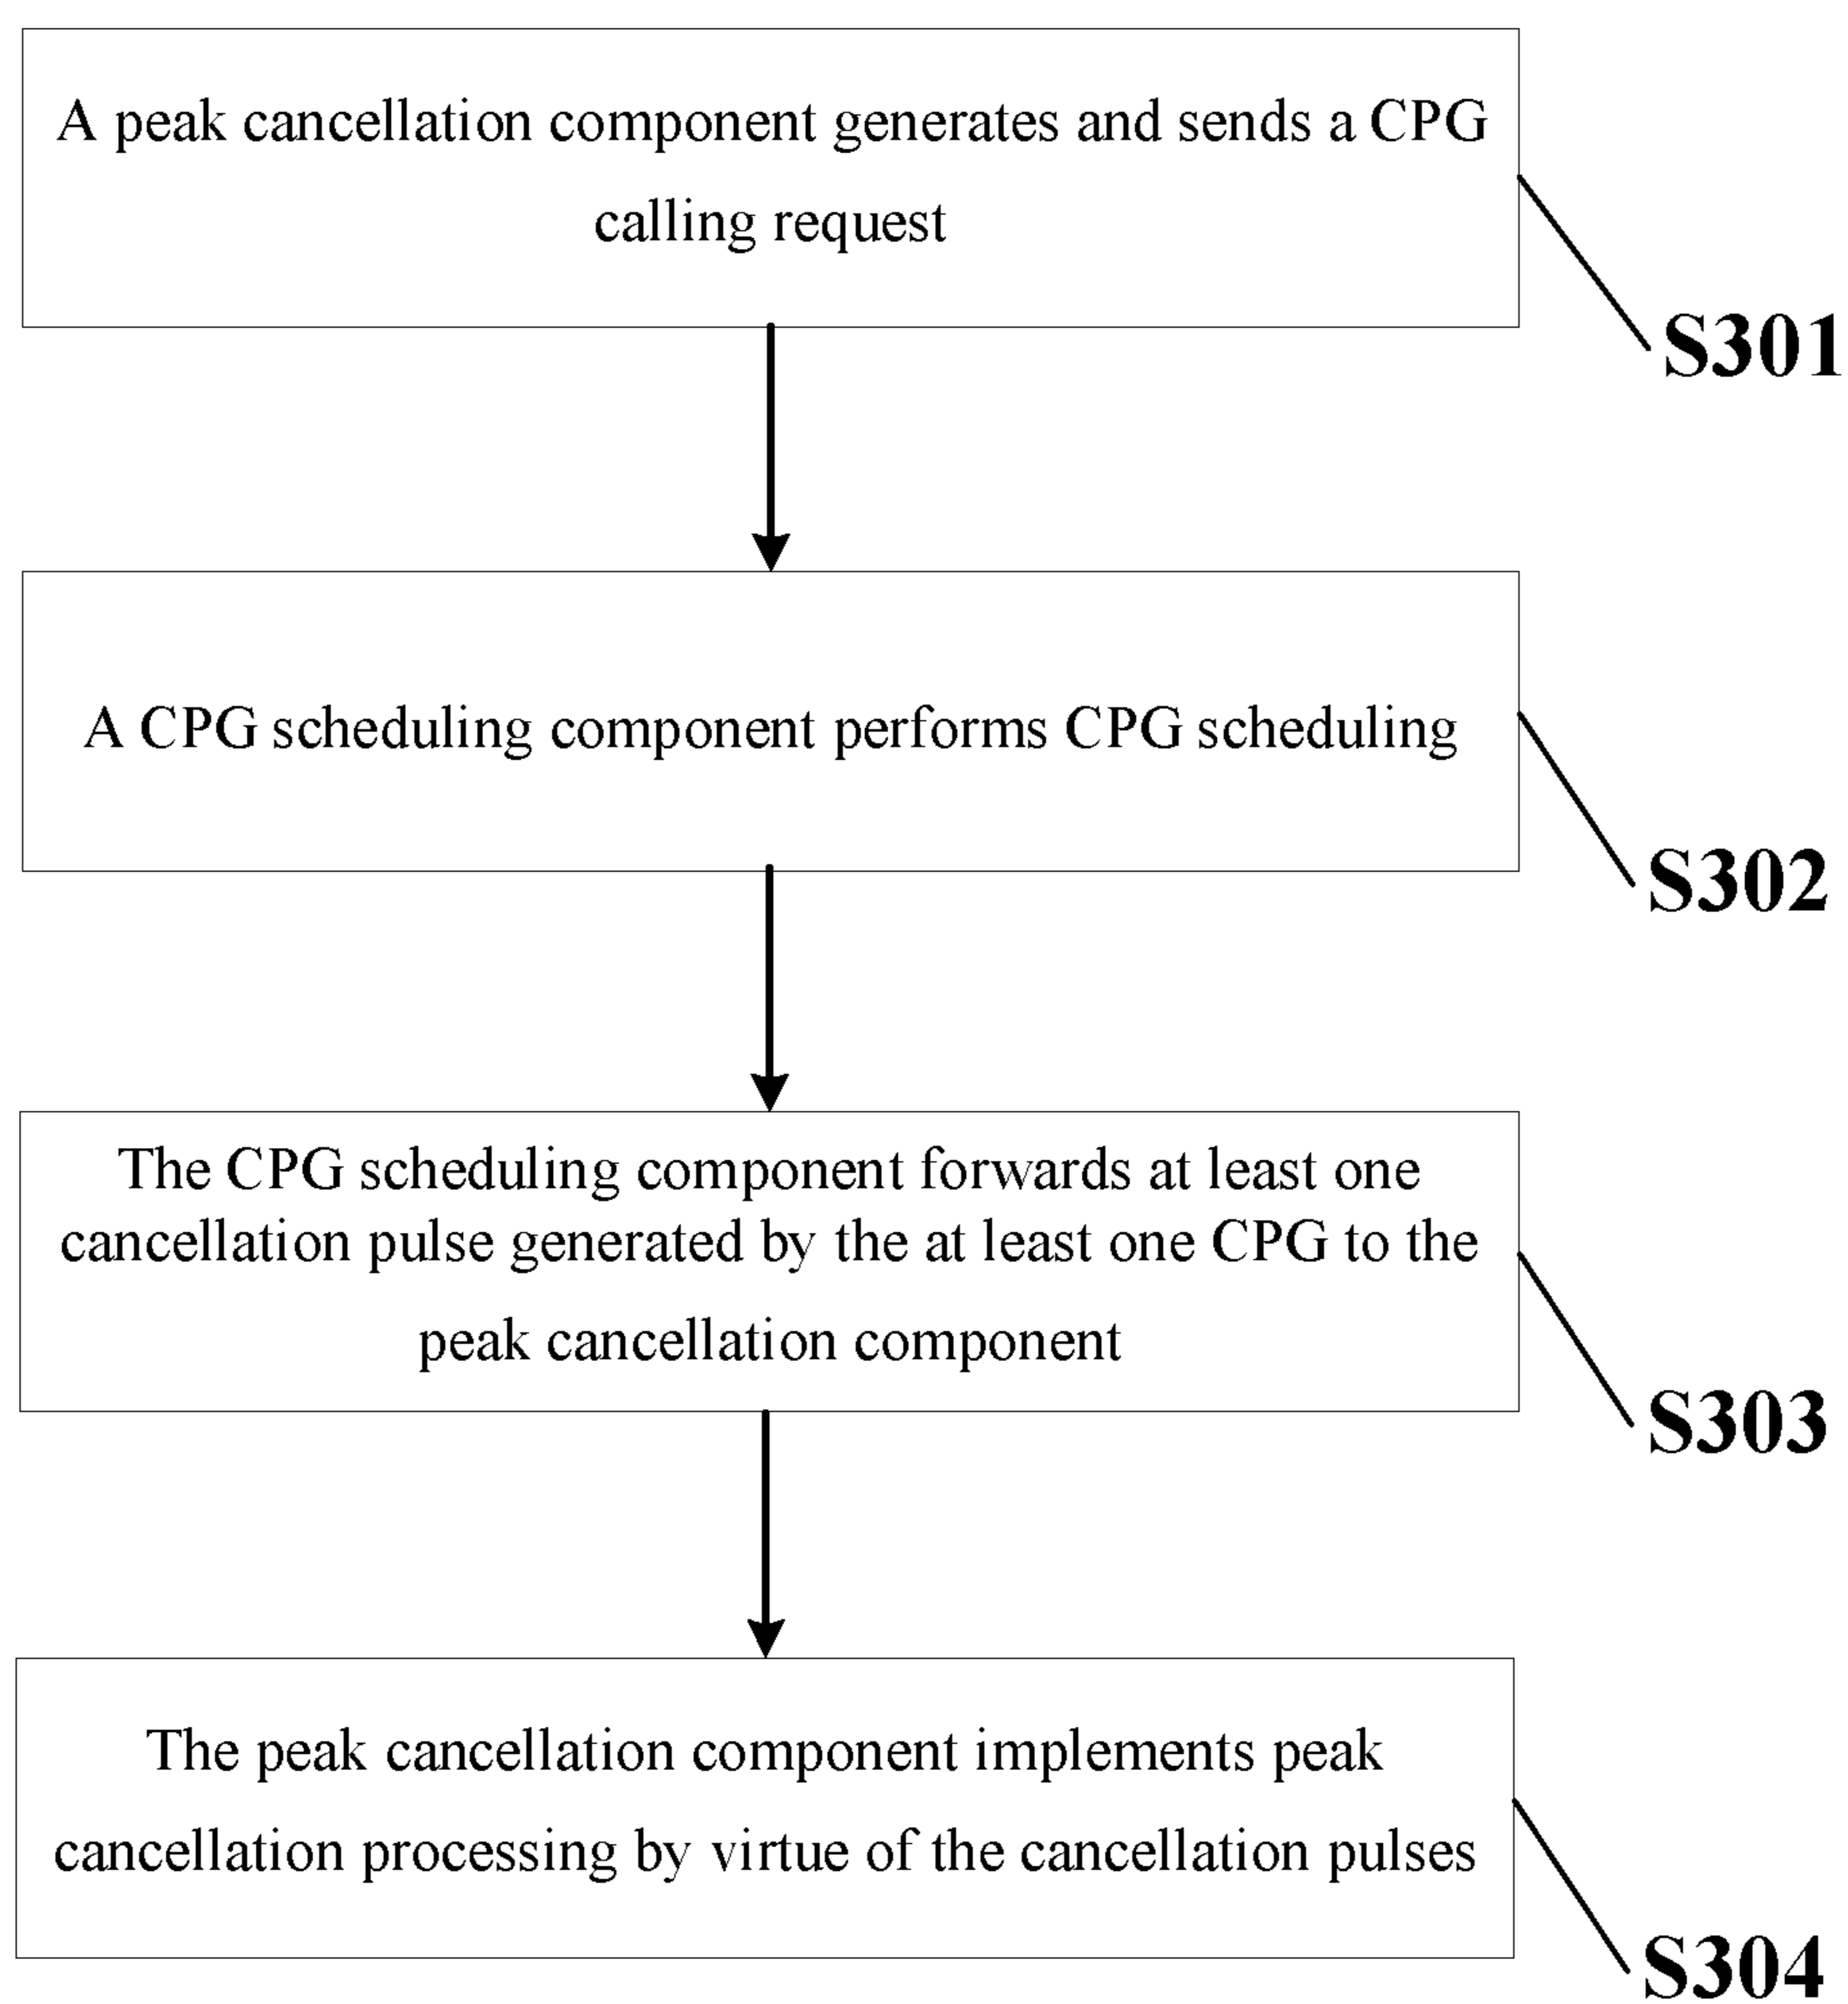 A peak cancellation component generates and sends a CPG
calling request
S301
A CPG scheduling component performs CPG scheduling
S302
The CPG scheduling component forwards at least one
cancellation pulse generated by the at least one CPG to the
peak cancellation component
S303
The peak cancellation component implements peak
cancellation processing by virtue of the cancellation pulses
S304